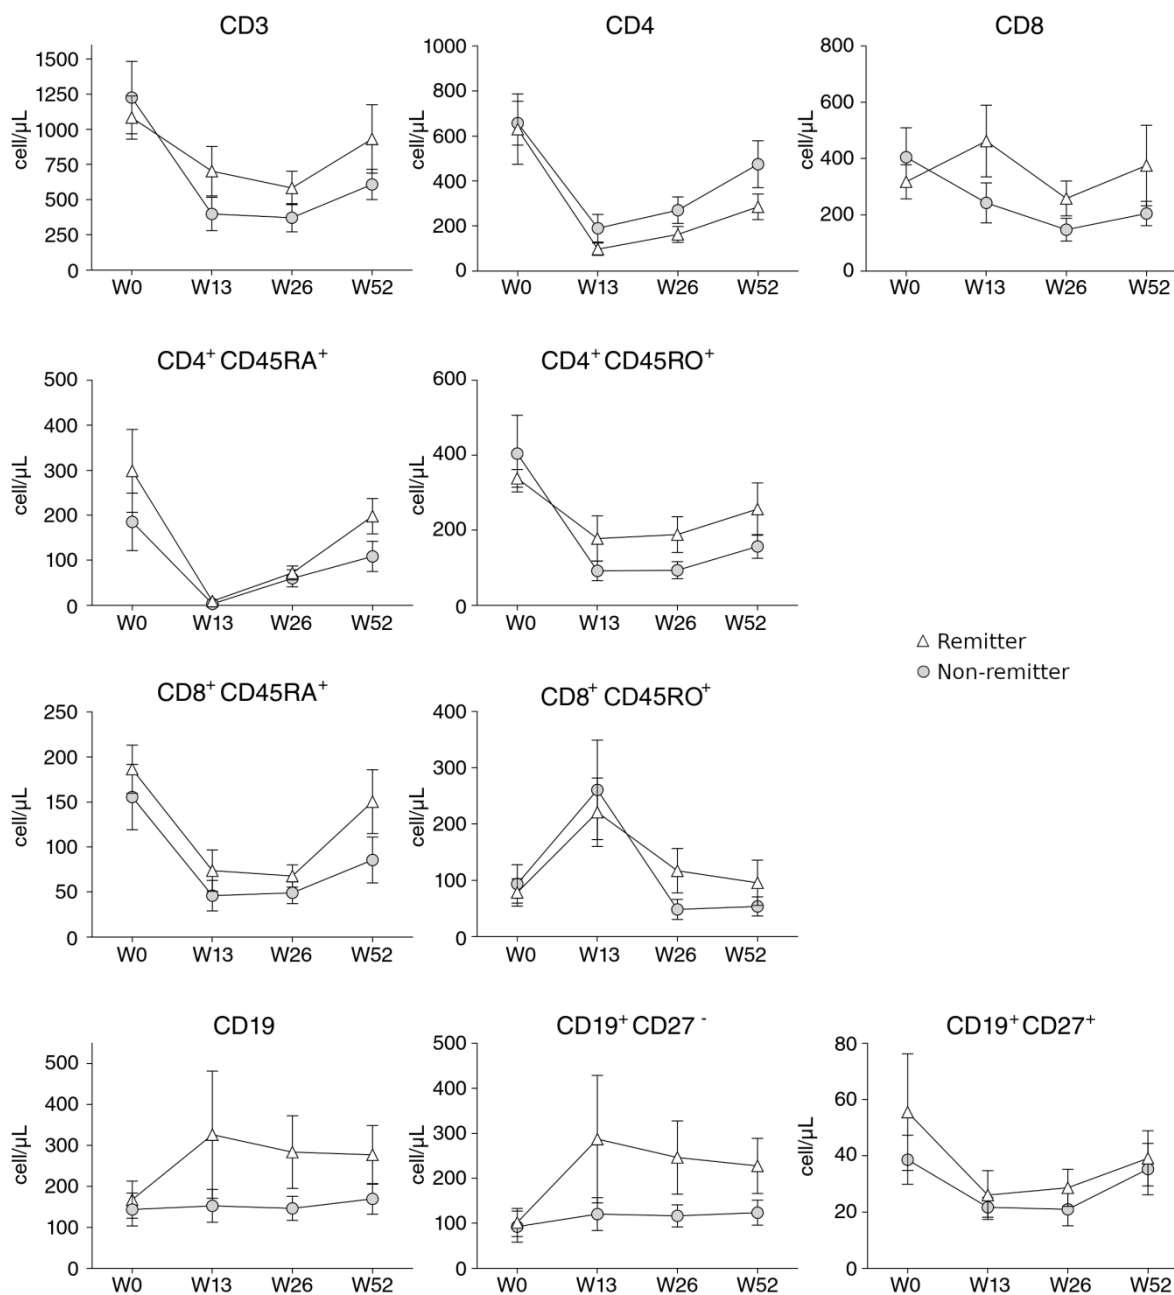 CD3
1500
1250
1000
750
500
250
0
cell/µL
W0 W13 W26 W52
CD4
1000
800
600
400
200
0
cell/µL
W0 W13 W26 W52
CD8
800
600
400
200
0
cell/µL
W0 W13 W26 W52
CD4⁺ CD45RA⁺
500
400
300
200
100
0
cell/µL
W0 W13 W26 W52
CD4⁺ CD45RO⁺
600
400
200
0
cell/µL
W0 W13 W26 W52
Remitter
Non-remitter
CD8⁺ CD45RA⁺
250
200
150
100
50
0
cell/µL
W0 W13 W26 W52
CD8⁺ CD45RO⁺
400
300
200
100
0
cell/µL
W0 W13 W26 W52
CD19
500
400
300
200
100
0
cell/µL
W0 W13 W26 W52
CD19⁺ CD27⁻
500
400
300
200
100
0
cell/µL
W0 W13 W26 W52
CD19⁺ CD27⁺
80
60
40
20
0
cell/µL
W0 W13 W26 W52